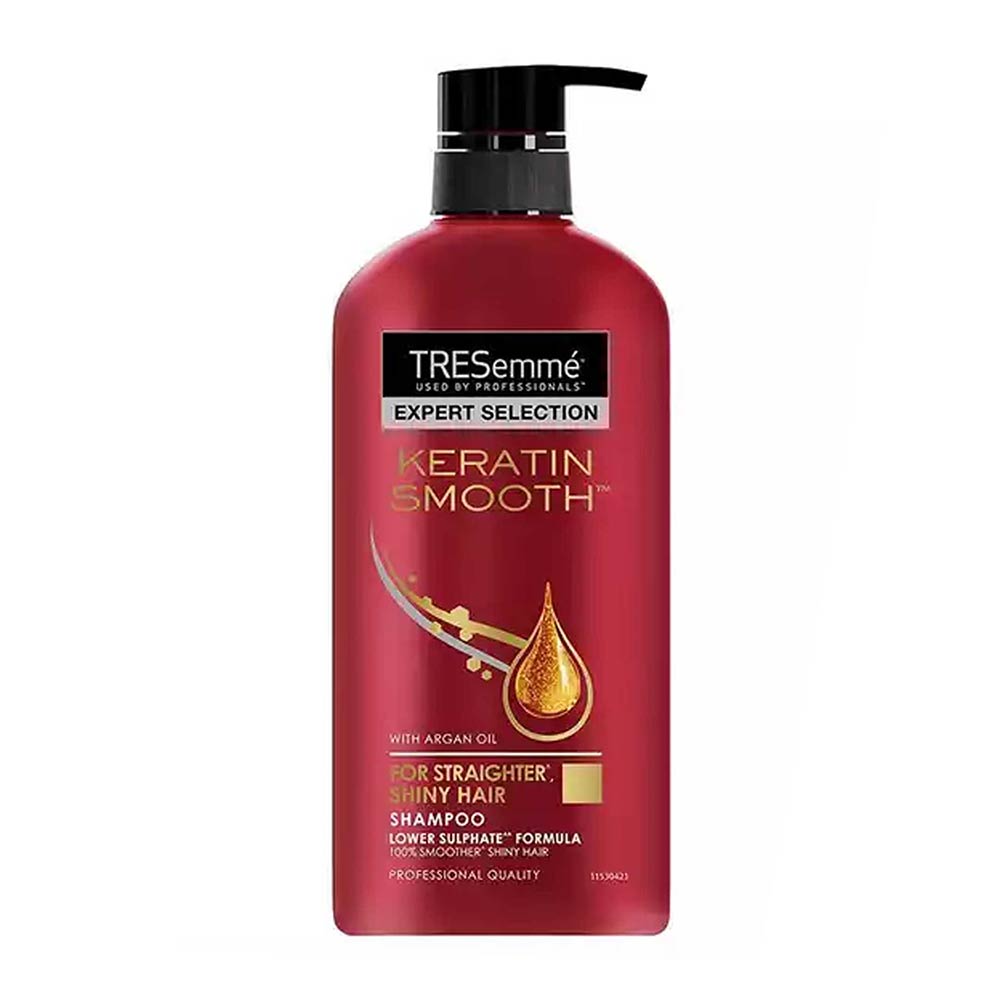 TRESemmé
USED BY PROFESSIONALS™
EXPERT SELECTION
KERATIN
SMOOTH™
WITH ARGAN OIL
FOR STRAIGHTER*,
SHINY HAIR
SHAMPOO
LOWER SULPHATE** FORMULA
100% SMOOTHER* SHINY HAIR
PROFESSIONAL QUALITY
11530423